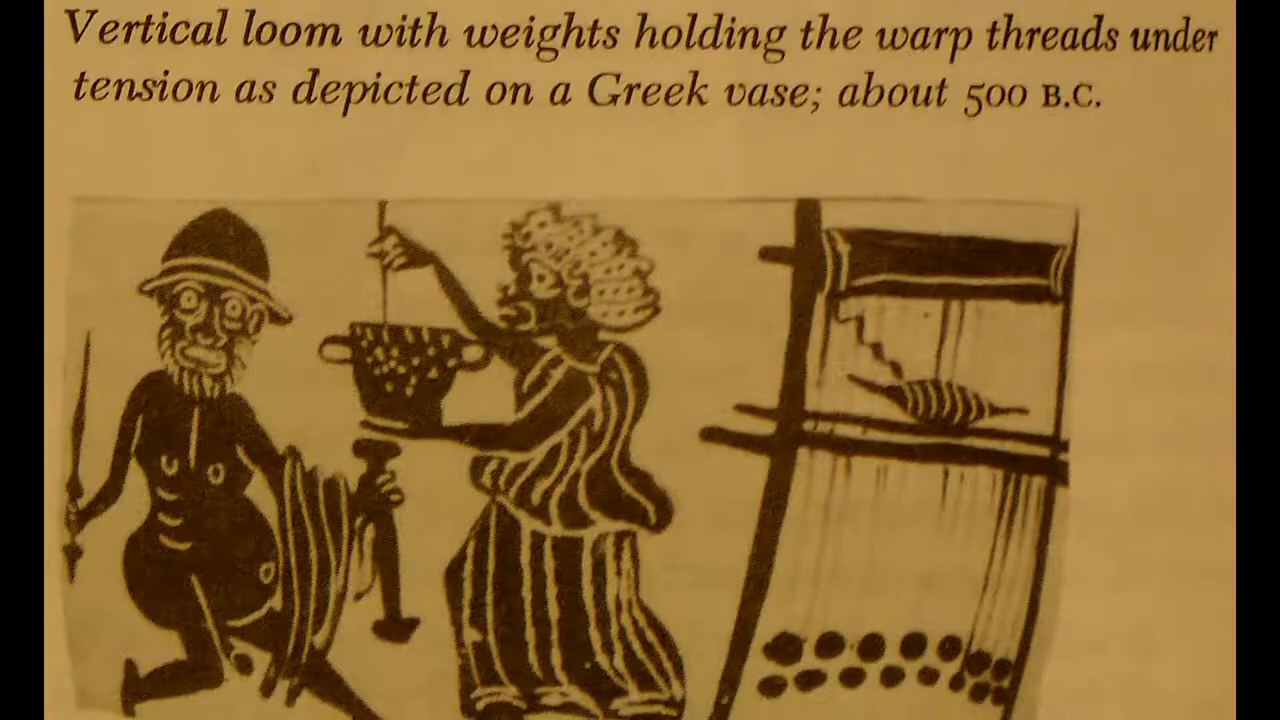 Vertical loom with weights holding the warp threads under
tension as depicted on a Greek vase; about 500 B.C.